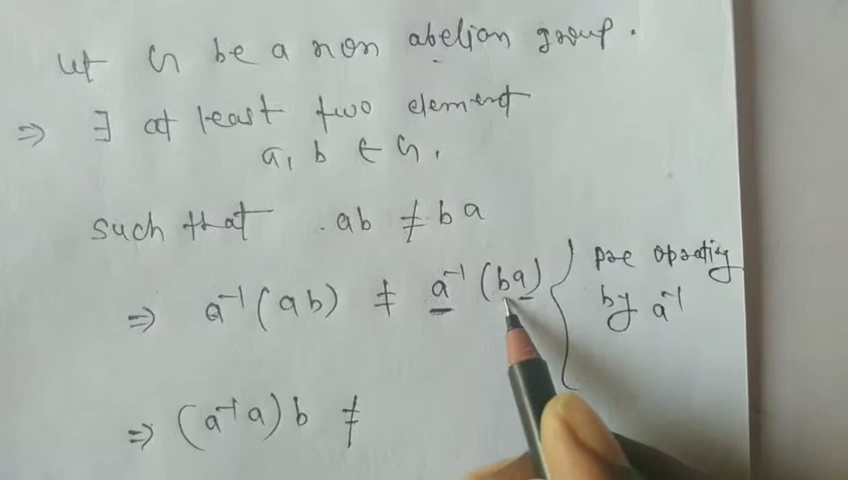 Let G be a non abelian group.
⇒ ∃ at least two element
a, b ∈ G.
such that ab ≠ ba
⇒ a⁻¹(ab) ≠ a⁻¹(ba)
pre operating
by a⁻¹
⇒ (a⁻¹a)b ≠